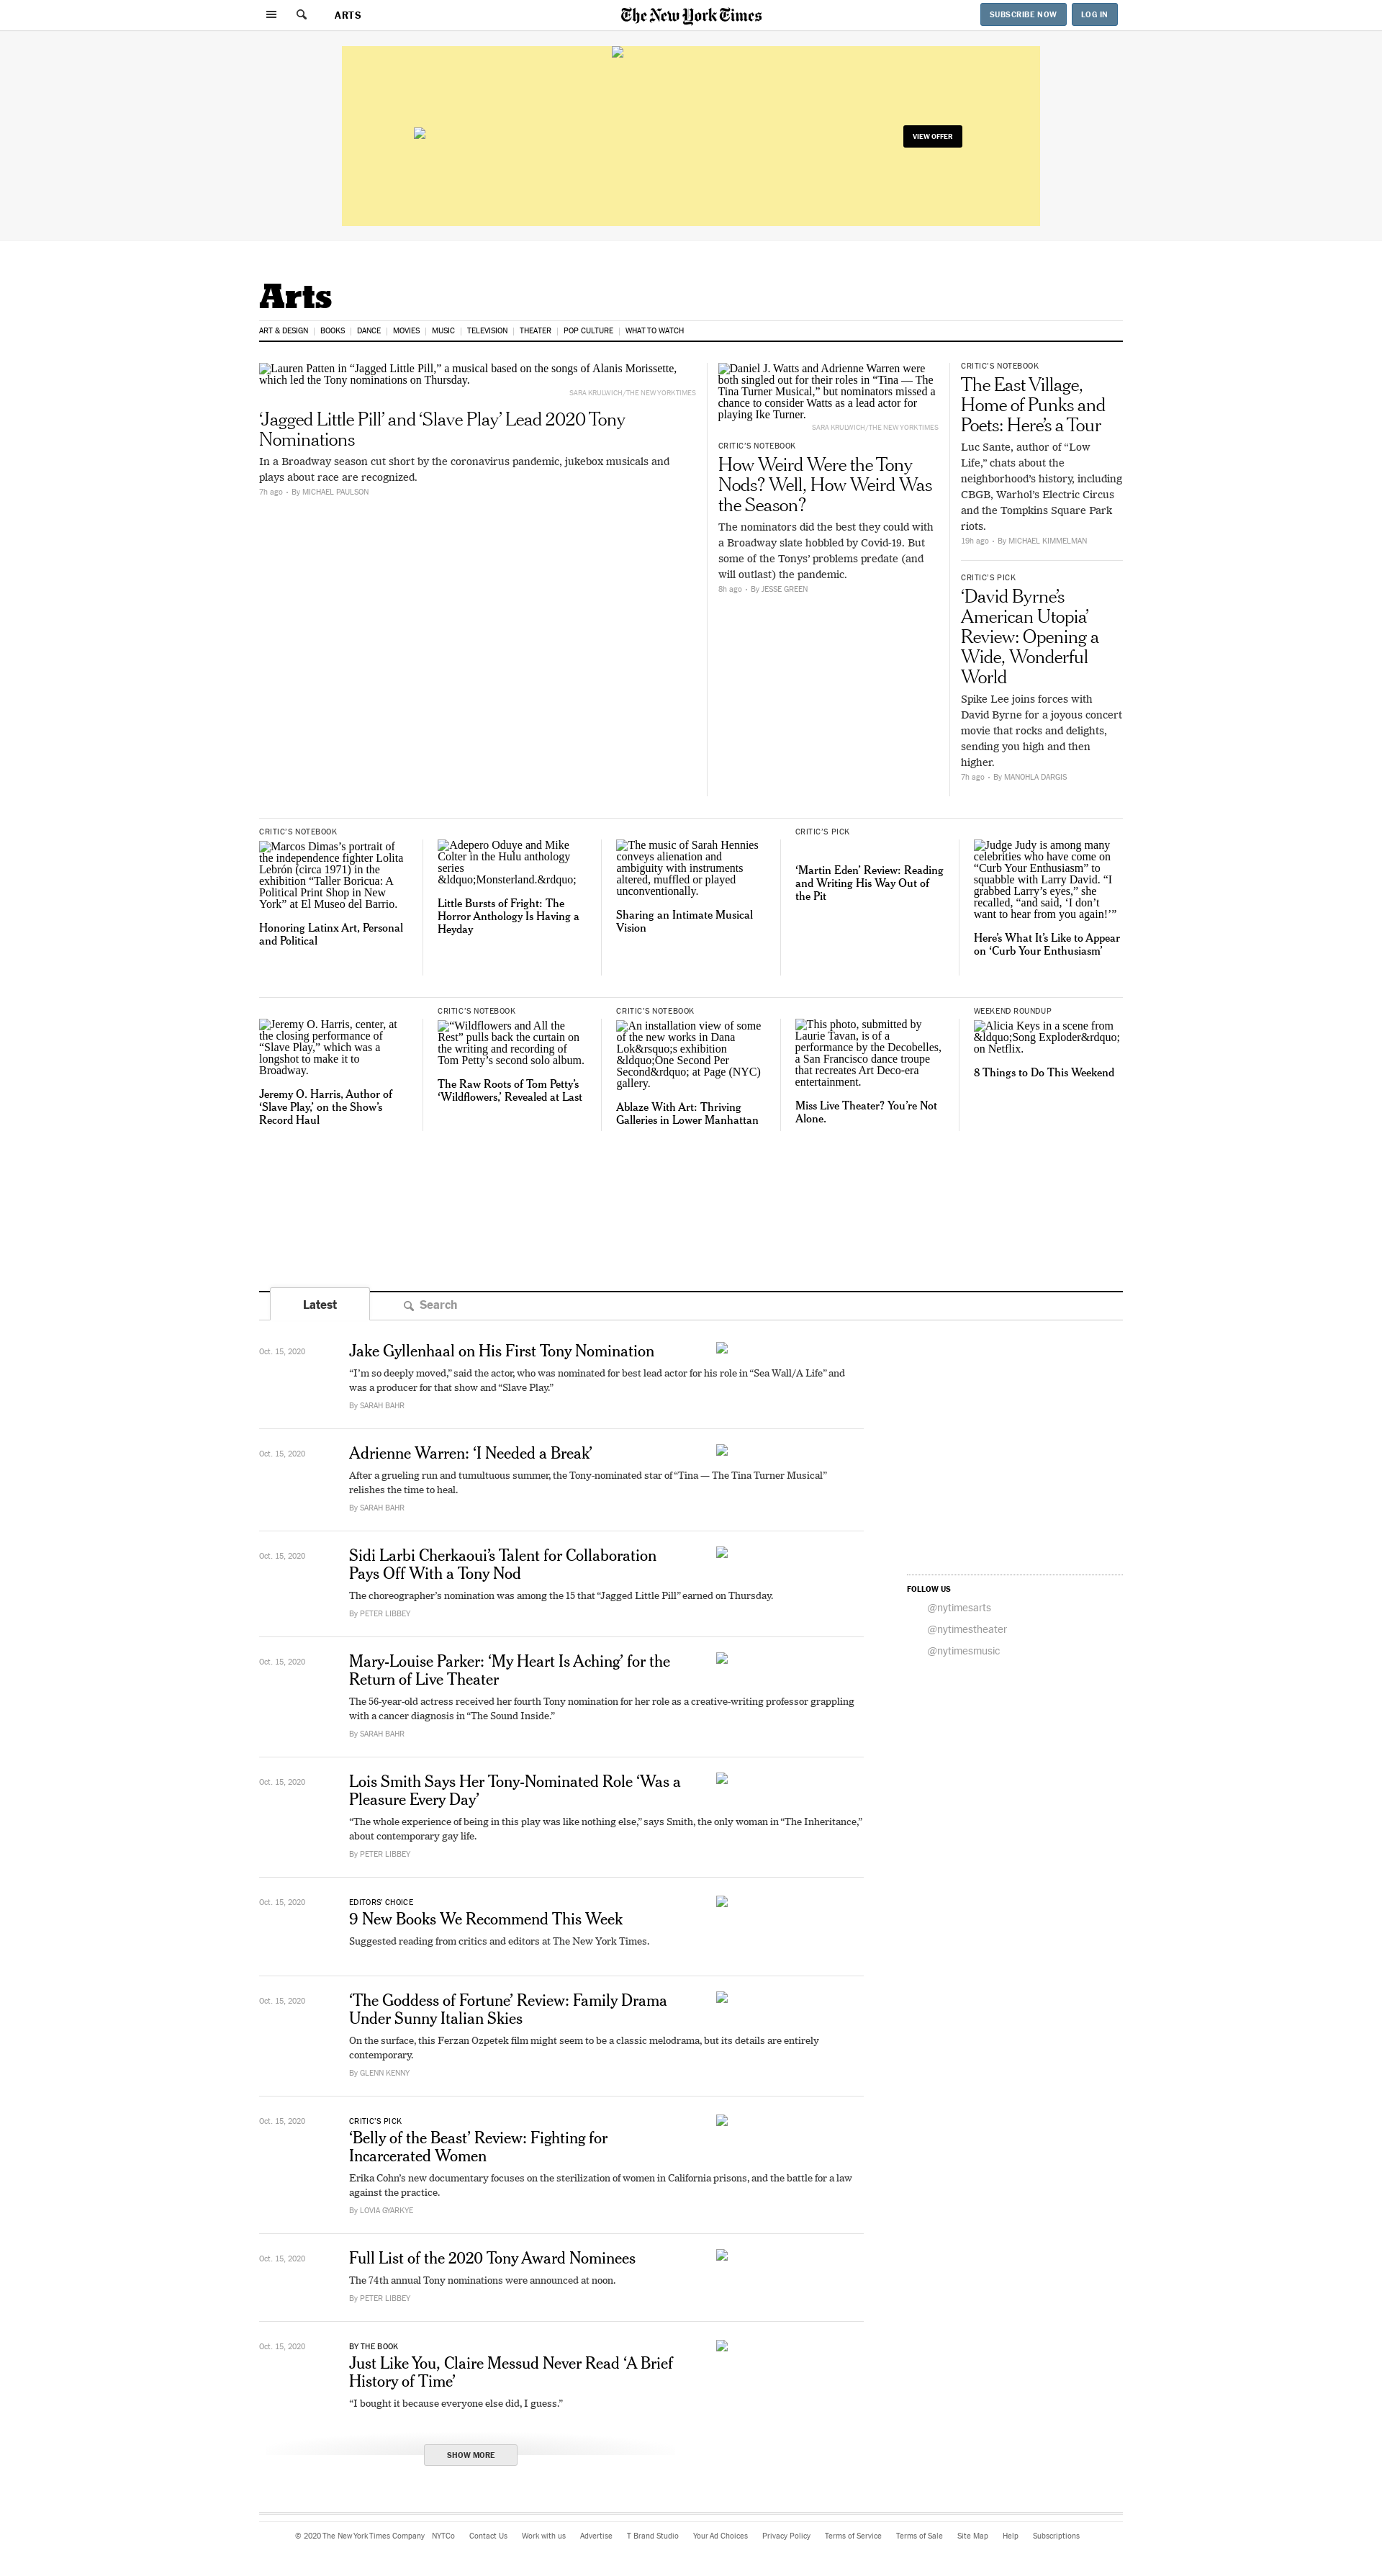 ARTS
The New York Times
SUBSCRIBE NOW
LOG IN
VIEW OFFER
Arts
ART & DESIGN
BOOKS
DANCE
MOVIES
MUSIC
TELEVISION
THEATER
POP CULTURE
WHAT TO WATCH
Lauren Patten in “Jagged Little Pill,” a musical based on the songs of Alanis Morissette,
which led the Tony nominations on Thursday.
SARA KRULWICH/THE NEW YORK TIMES
‘Jagged Little Pill’ and ‘Slave Play’ Lead 2020 Tony
Nominations
In a Broadway season cut short by the coronavirus pandemic, jukebox musicals and
plays about race are recognized.
7h ago · By MICHAEL PAULSON
Daniel J. Watts and Adrienne Warren were
both singled out for their roles in “Tina — The
Tina Turner Musical,” but nominators missed a
chance to consider Watts as a lead actor for
playing Ike Turner.
SARA KRULWICH/THE NEW YORK TIMES
CRITIC’S NOTEBOOK
How Weird Were the Tony
Nods? Well, How Weird Was
the Season?
The nominators did the best they could with
a Broadway slate hobbled by Covid-19. But
some of the Tonys’ problems predate (and
will outlast) the pandemic.
8h ago · By JESSE GREEN
CRITIC’S NOTEBOOK
The East Village,
Home of Punks and
Poets: Here’s a Tour
Luc Sante, author of “Low
Life,” chats about the
neighborhood’s history, including
CBGB, Warhol’s Electric Circus
and the Tompkins Square Park
riots.
19h ago · By MICHAEL KIMMELMAN
CRITIC’S PICK
‘David Byrne’s
American Utopia’
Review: Opening a
Wide, Wonderful
World
Spike Lee joins forces with
David Byrne for a joyous concert
movie that rocks and delights,
sending you high and then
higher.
7h ago · By MANOHLA DARGIS
CRITIC’S NOTEBOOK
Marcos Dimas’s portrait of
the independence fighter Lolita
Lebrón (circa 1971) in the
exhibition “Taller Boricua: A
Political Print Shop in New
York” at El Museo del Barrio.
Honoring Latinx Art, Personal
and Political
Adepero Oduye and Mike
Colter in the Hulu anthology
series
&ldquo;Monsterland.&rdquo;
Little Bursts of Fright: The
Horror Anthology Is Having a
Heyday
The music of Sarah Hennies
conveys alienation and
ambiguity with instruments
altered, muffled or played
unconventionally.
Sharing an Intimate Musical
Vision
CRITIC’S PICK
‘Martin Eden’ Review: Reading
and Writing His Way Out of
the Pit
Judge Judy is among many
celebrities who have come on
“Curb Your Enthusiasm” to
squabble with Larry David. “I
grabbed Larry’s eyes,” she
recalled, “and said, ‘I don’t
want to hear from you again!’”
Here’s What It’s Like to Appear
on ‘Curb Your Enthusiasm’
Jeremy O. Harris, center, at
the closing performance of
“Slave Play,” which was a
longshot to make it to
Broadway.
Jeremy O. Harris, Author of
‘Slave Play,’ on the Show’s
Record Haul
CRITIC’S NOTEBOOK
“Wildflowers and All the
Rest” pulls back the curtain on
the writing and recording of
Tom Petty’s second solo album.
The Raw Roots of Tom Petty’s
‘Wildflowers,’ Revealed at Last
CRITIC’S NOTEBOOK
An installation view of some
of the new works in Dana
Lok&rsquo;s exhibition
&ldquo;One Second Per
Second&rdquo; at Page (NYC)
gallery.
Ablaze With Art: Thriving
Galleries in Lower Manhattan
This photo, submitted by
Laurie Tavan, is of a
performance by the Decobelles,
a San Francisco dance troupe
that recreates Art Deco-era
entertainment.
Miss Live Theater? You’re Not
Alone.
WEEKEND ROUNDUP
Alicia Keys in a scene from
&ldquo;Song Exploder&rdquo;
on Netflix.
8 Things to Do This Weekend
Latest
Search
Oct. 15, 2020
Jake Gyllenhaal on His First Tony Nomination
“I’m so deeply moved,” said the actor, who was nominated for best lead actor for his role in “Sea Wall/A Life” and
was a producer for that show and “Slave Play.”
By SARAH BAHR
Oct. 15, 2020
Adrienne Warren: ‘I Needed a Break’
After a grueling run and tumultuous summer, the Tony-nominated star of “Tina — The Tina Turner Musical”
relishes the time to heal.
By SARAH BAHR
Oct. 15, 2020
Sidi Larbi Cherkaoui’s Talent for Collaboration
Pays Off With a Tony Nod
The choreographer’s nomination was among the 15 that “Jagged Little Pill” earned on Thursday.
By PETER LIBBEY
Oct. 15, 2020
Mary-Louise Parker: ‘My Heart Is Aching’ for the
Return of Live Theater
The 56-year-old actress received her fourth Tony nomination for her role as a creative-writing professor grappling
with a cancer diagnosis in “The Sound Inside.”
By SARAH BAHR
Oct. 15, 2020
Lois Smith Says Her Tony-Nominated Role ‘Was a
Pleasure Every Day’
“The whole experience of being in this play was like nothing else,” says Smith, the only woman in “The Inheritance,”
about contemporary gay life.
By PETER LIBBEY
Oct. 15, 2020
EDITORS’ CHOICE
9 New Books We Recommend This Week
Suggested reading from critics and editors at The New York Times.
Oct. 15, 2020
‘The Goddess of Fortune’ Review: Family Drama
Under Sunny Italian Skies
On the surface, this Ferzan Ozpetek film might seem to be a classic melodrama, but its details are entirely
contemporary.
By GLENN KENNY
Oct. 15, 2020
CRITIC’S PICK
‘Belly of the Beast’ Review: Fighting for
Incarcerated Women
Erika Cohn’s new documentary focuses on the sterilization of women in California prisons, and the battle for a law
against the practice.
By LOVIA GYARKYE
Oct. 15, 2020
Full List of the 2020 Tony Award Nominees
The 74th annual Tony nominations were announced at noon.
By PETER LIBBEY
Oct. 15, 2020
BY THE BOOK
Just Like You, Claire Messud Never Read ‘A Brief
History of Time’
“I bought it because everyone else did, I guess.”
SHOW MORE
FOLLOW US
@nytimesarts
@nytimestheater
@nytimesmusic
© 2020 The New York Times Company
NYTCo
Contact Us
Work with us
Advertise
T Brand Studio
Your Ad Choices
Privacy Policy
Terms of Service
Terms of Sale
Site Map
Help
Subscriptions